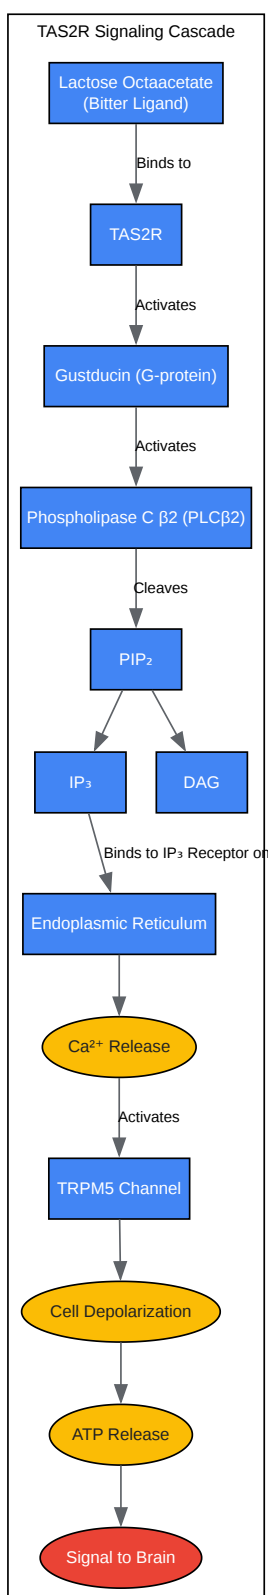 TAS2R Signaling Cascade
Lactose Octaacetate
(Bitter Ligand)
Binds to
TAS2R
Activates
Gustducin (G-protein)
Activates
Phospholipase C β2 (PLCβ2)
Cleaves
PIP₂
IP₃
DAG
Binds to IP₃ Receptor on
Endoplasmic Reticulum
Ca²⁺ Release
Activates
TRPM5 Channel
Cell Depolarization
ATP Release
Signal to Brain